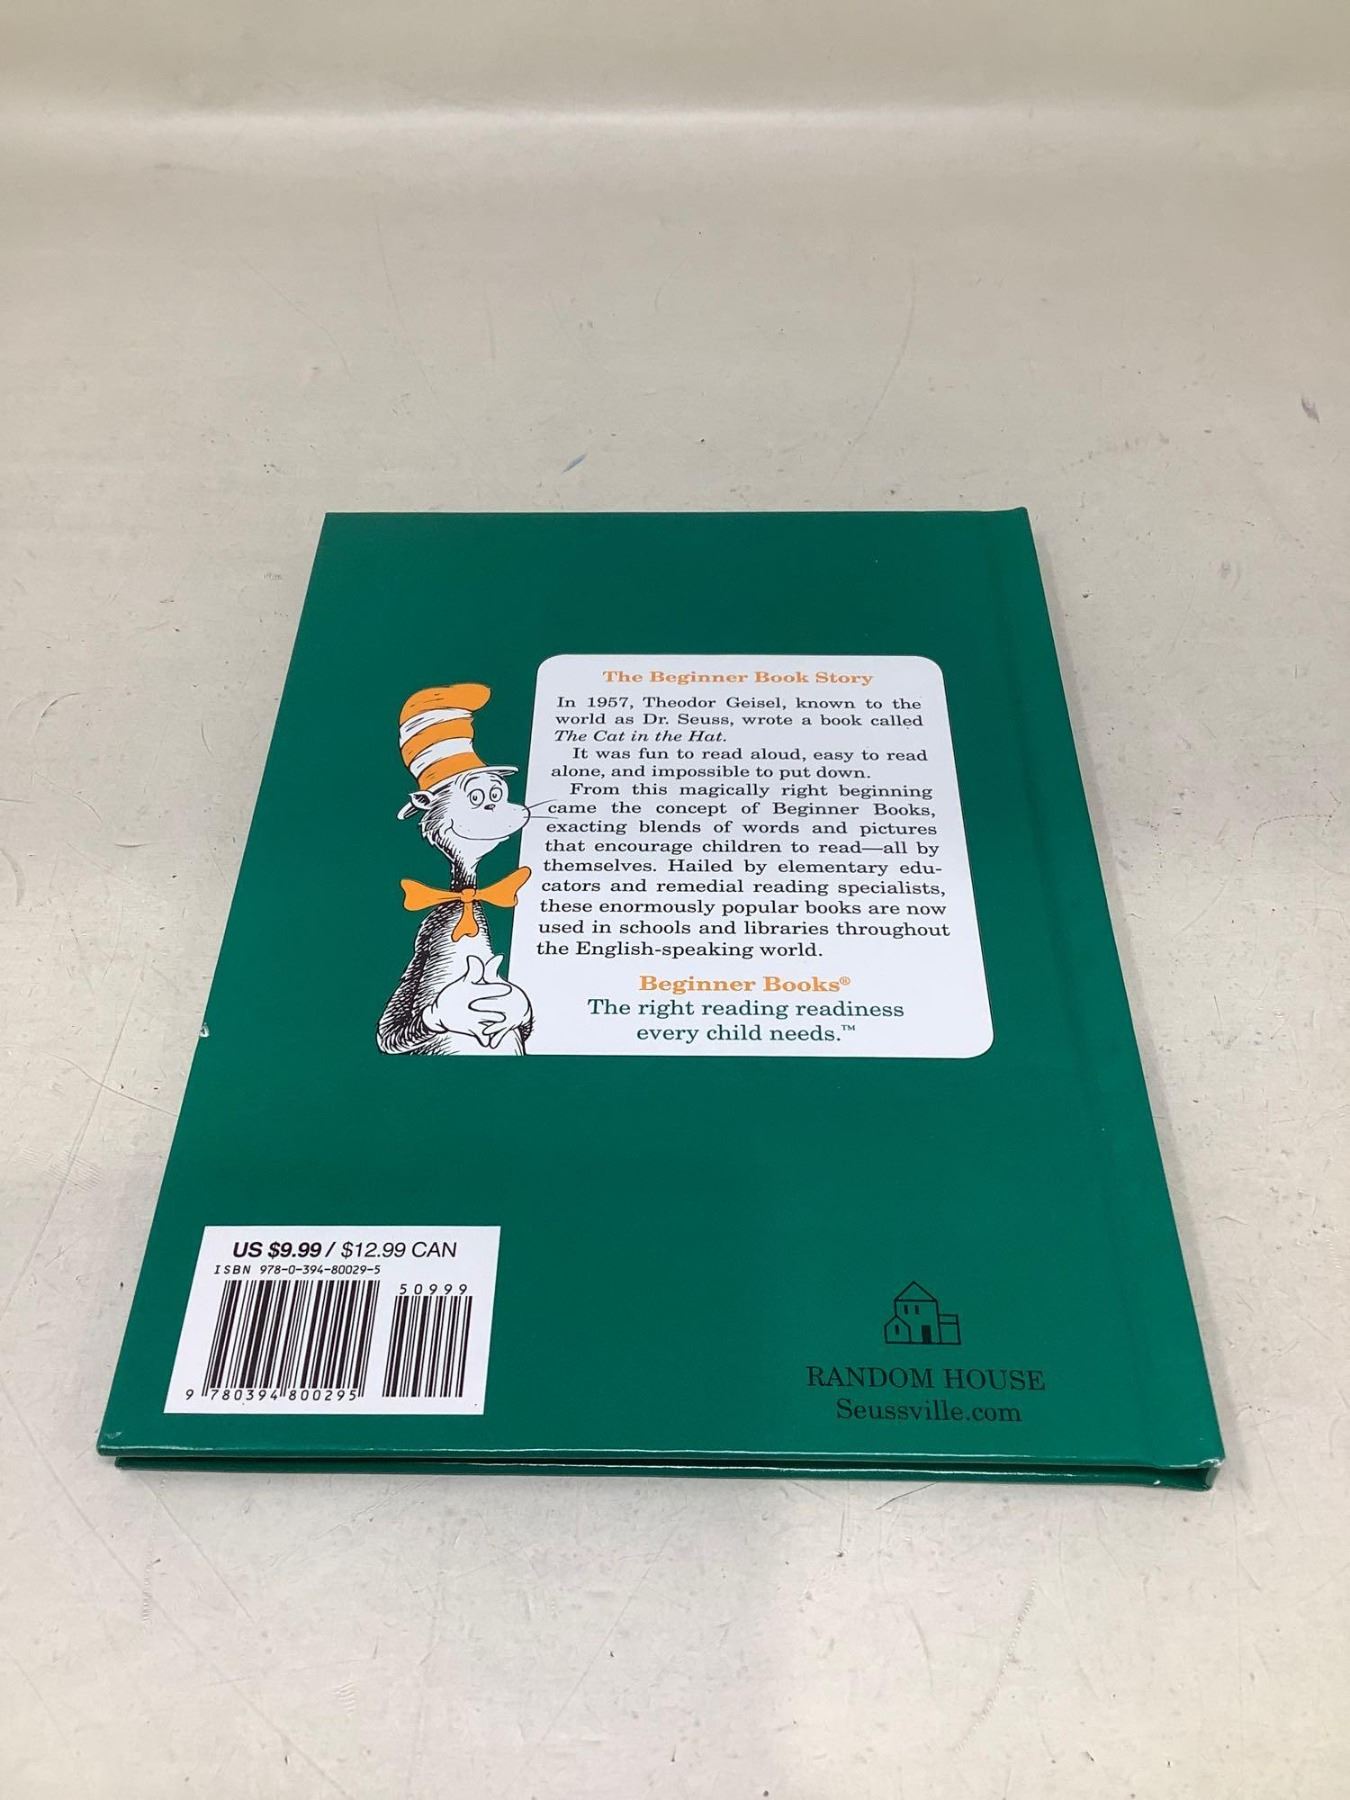 The Beginner Book Story
In 1957, Theodor Geisel, known to the
world as Dr. Seuss, wrote a book called
The Cat in the Hat.
It was fun to read aloud, easy to read
alone, and impossible to put down.
From this magically right beginning
came the concept of Beginner Books,
exacting blends of words and pictures
that encourage children to read—all by
themselves. Hailed by elementary edu-
cators and remedial reading specialists,
these enormously popular books are now
used in schools and libraries throughout
the English-speaking world.
Beginner Books®
The right reading readiness
every child needs.™
US $9.99 / $12.99 CAN
ISBN 978-0-394-80029-5
50999
9 780394 800295
RANDOM HOUSE
Seussville.com